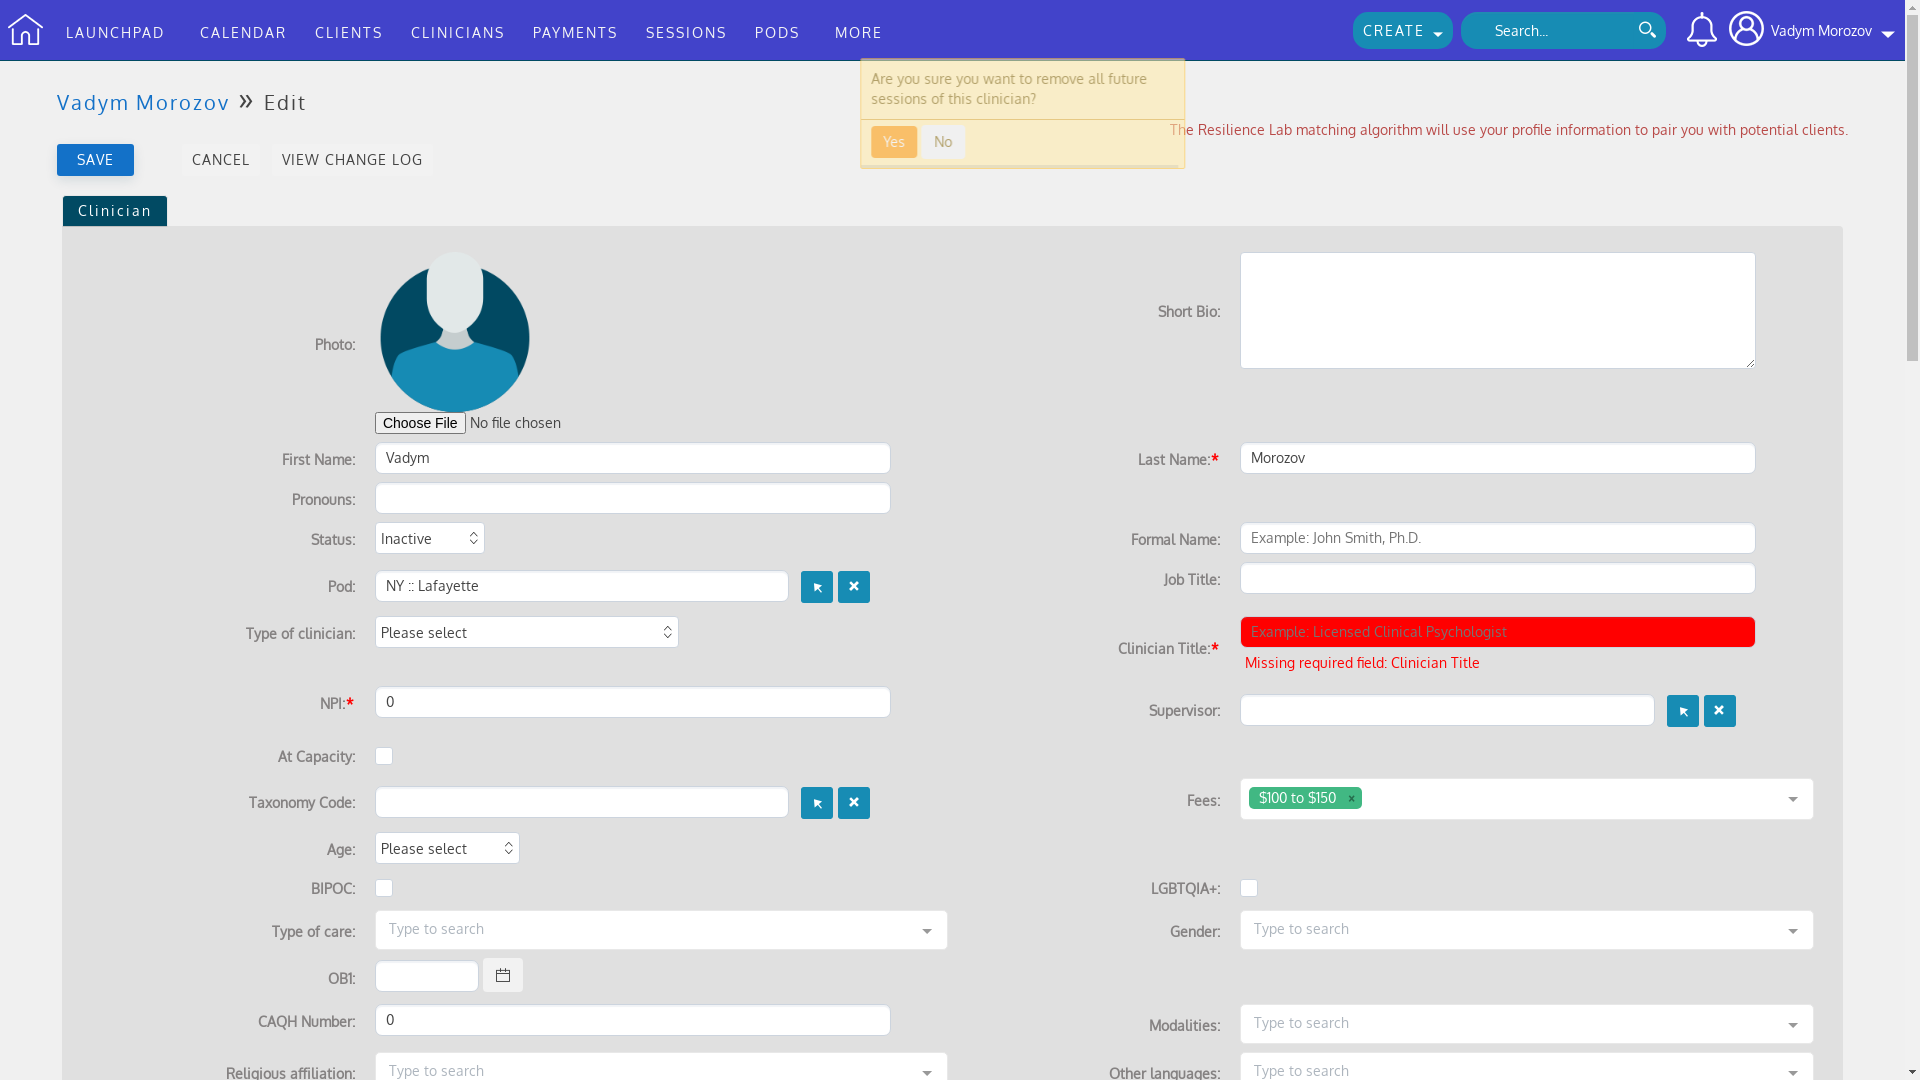 LAUNCHPAD CALENDAR CLIENTS CLINICIANS PAYMENTS SESSIONS PODS MORE CREATE Search... Vadym Morozov
Are you sure you want to remove all future
sessions of this clinician?
Yes No
Vadym Morozov » Edit
The Resilience Lab matching algorithm will use your profile information to pair you with potential clients.
SAVE CANCEL VIEW CHANGE LOG
Clinician
Photo:
Short Bio:
Choose File No file chosen
First Name: Vadym
Last Name:* Morozov
Pronouns:
Status: Inactive
Formal Name: Example: John Smith, Ph.D.
Pod: NY :: Lafayette
Job Title:
Type of clinician: Please select
Clinician Title:* Example: Licensed Clinical Psychologist
Missing required field: Clinician Title
NPI:* 0
Supervisor:
At Capacity:
Taxonomy Code:
Fees: $100 to $150 ×
Age: Please select
BIPOC:
LGBTQIA+:
Type of care: Type to search
Gender: Type to search
OB1:
CAQH Number: 0
Modalities: Type to search
Religious affiliation: Type to search
Other languages: Type to search